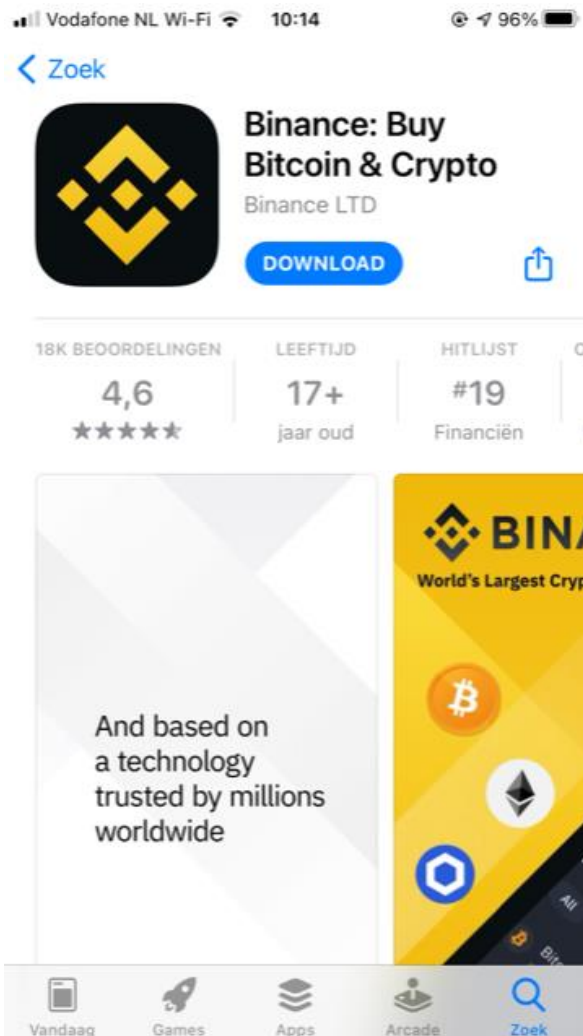 Vodafone NL Wi-Fi 10:14 96%
Zoek
Binance: Buy
Bitcoin & Crypto
Binance LTD
DOWNLOAD
18K BEOORDELINGEN LEEFTIJD HITLIJST
4,6 17+ #19
jaar oud Financiën
BINA
World's Largest Cryp
And based on
a technology
trusted by millions
worldwide
All
Vandaag Games Apps Arcade Zoek